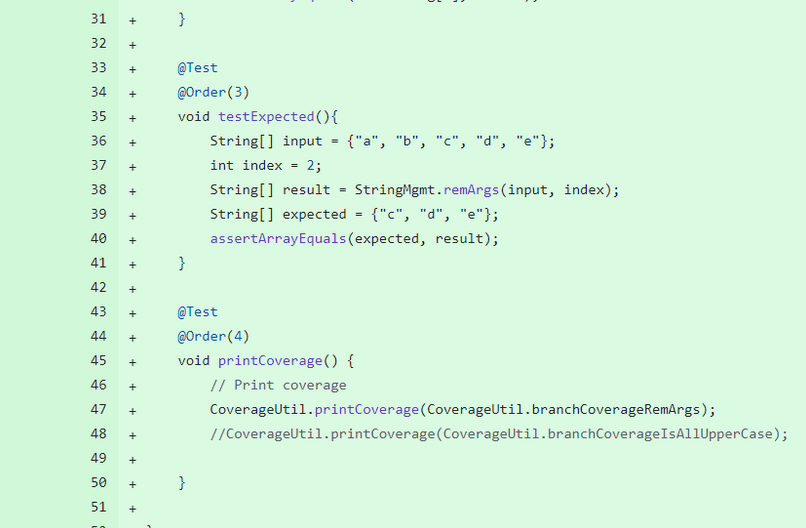 31 + }
32 +
33 + @Test
34 + @Order(3)
35 + void testExpected(){
36 + String[] input = {"a", "b", "c", "d", "e"};
37 + int index = 2;
38 + String[] result = StringMgmt.remArgs(input, index);
39 + String[] expected = {"c", "d", "e"};
40 + assertArrayEquals(expected, result);
41 + }
42 +
43 + @Test
44 + @Order(4)
45 + void printCoverage() {
46 + // Print coverage
47 + CoverageUtil.printCoverage(CoverageUtil.branchCoverageRemArgs);
48 + //CoverageUtil.printCoverage(CoverageUtil.branchCoverageIsAllUpperCase);
49 +
50 + }
51 +